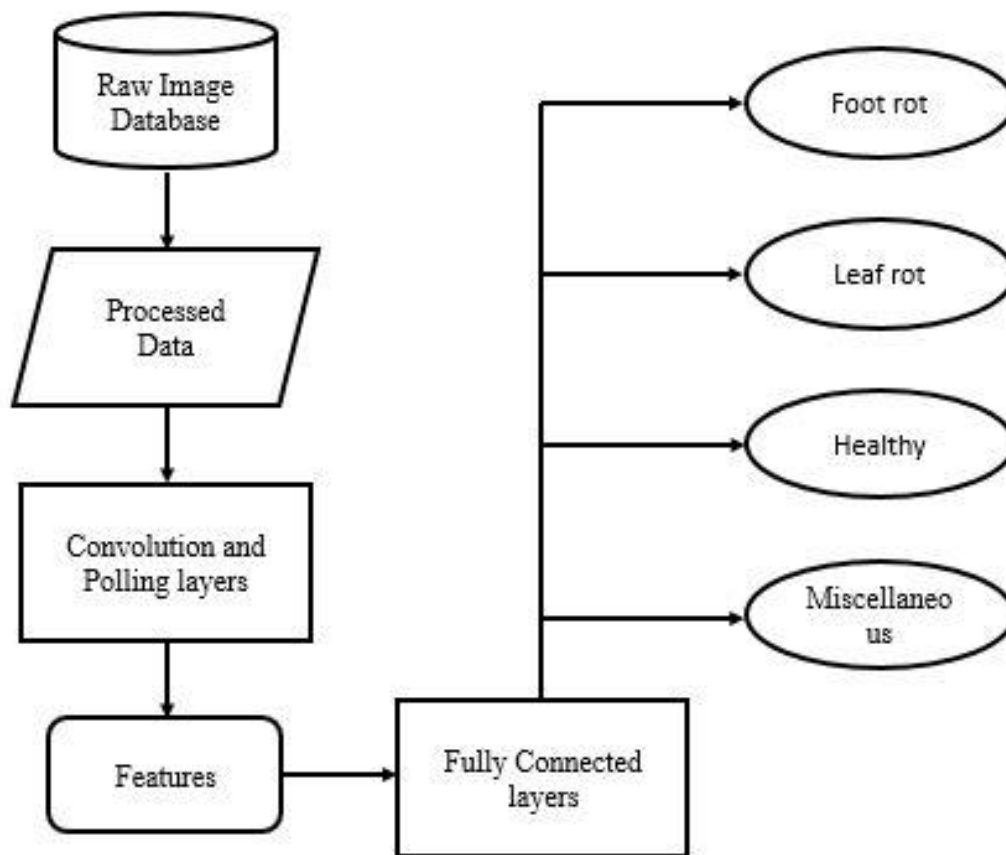 Raw Image
Database
Processed
Data
Convolution and
Polling layers
Features
Fully Connected
layers
Foot rot
Leaf rot
Healthy
Miscellaneo
us